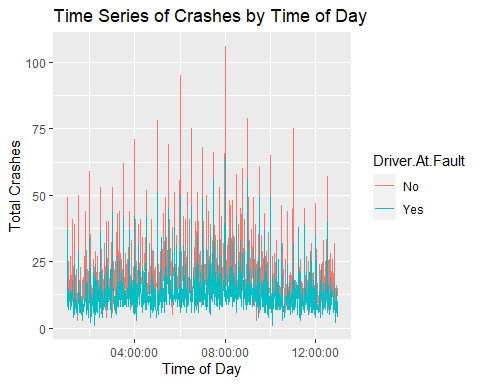 Time Series of Crashes by Time of Day
Total Crashes
100
75
50
25
0
04:00:00 08:00:00 12:00:00
Time of Day
Driver.At.Fault
No
Yes